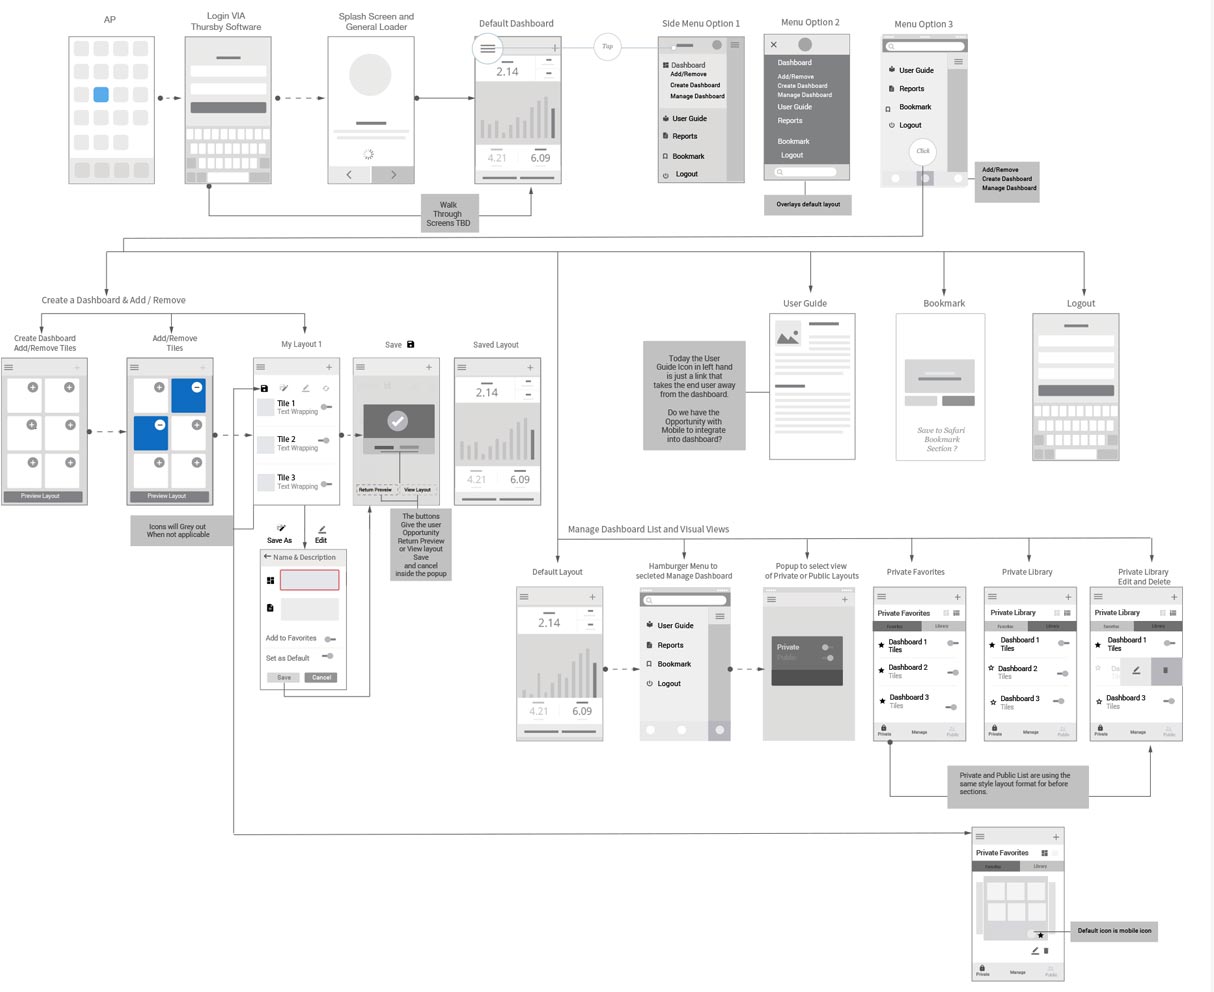 AP
Login VIA
Thursby Software
Splash Screen and
General Loader
Default Dashboard
Side Menu Option 1
Menu Option 2
Menu Option 3
2.14
4.21
6.09
Tap
Dashboard
Add/Remove
Create Dashboard
Manage Dashboard
User Guide
Reports
Bookmark
Logout
Dashboard
Add/Remove
Create Dashboard
Manage Dashboard
User Guide
Reports
Bookmark
Logout
Overlays default layout
User Guide
Reports
Bookmark
Logout
Click
Add/Remove
Create Dashboard
Manage Dashboard
Walk
Through
Screens TBD
Create a Dashboard & Add / Remove
User Guide
Bookmark
Logout
Create Dashboard
Add/Remove Tiles
Add/Remove
Tiles
My Layout 1
Save
Saved Layout
Preview Layout
Preview Layout
Tile 1
Text Wrapping
Tile 2
Text Wrapping
Tile 3
Text Wrapping
Return Preveiw
View Layout
2.14
4.21
6.09
Today the User
Guide Icon in left hand
is just a link that
takes the end user away
from the dashboard.
Do we have the
Opportunity with
Mobile to integrate
into dashboard?
Save to Safari
Bookmark
Section ?
Icons will Grey out
When not applicable
Save As
Edit
The buttons
Give the user
Opportunity
Return Preview
or View layout
Save
and cancel
inside the popup
Name & Description
Add to Favorites
Set as Default
Save
Cancel
Manage Dashboard List and Visual Views
Default Layout
Hamburger Menu to
secleted Manage Dashboard
Popup to select view
of Private or Public Layouts
Private Favorites
Private Library
Private Library
Edit and Delete
2.14
4.21
6.09
User Guide
Reports
Bookmark
Logout
Private
Public
Private Favorites
Favorites
Library
Dashboard 1
Tiles
Dashboard 2
Tiles
Dashboard 3
Tiles
Private
Manage
Public
Private Library
Favorites
Library
Dashboard 1
Tiles
Dashboard 2
Tiles
Dashboard 3
Tiles
Private
Manage
Public
Private Library
Favorites
Library
Dashboard 1
Tiles
Dashboard 3
Tiles
Private
Manage
Public
Private and Public List are using the
same style layout format for before
sections.
Private Favorites
Favorites
Library
Private
Manage
Public
Default icon is mobile icon